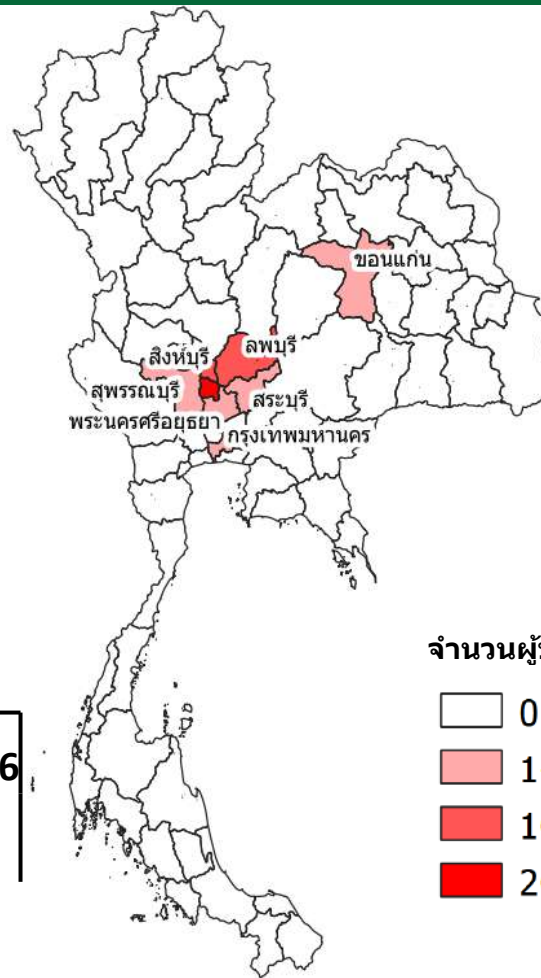 ขอนแก่น
สิงห์บุรี
ลพบุรี
สุพรรณบุรี
สระบุรี
พระนครศรีอยุธยา
กรุงเทพมหานคร
0
1
6